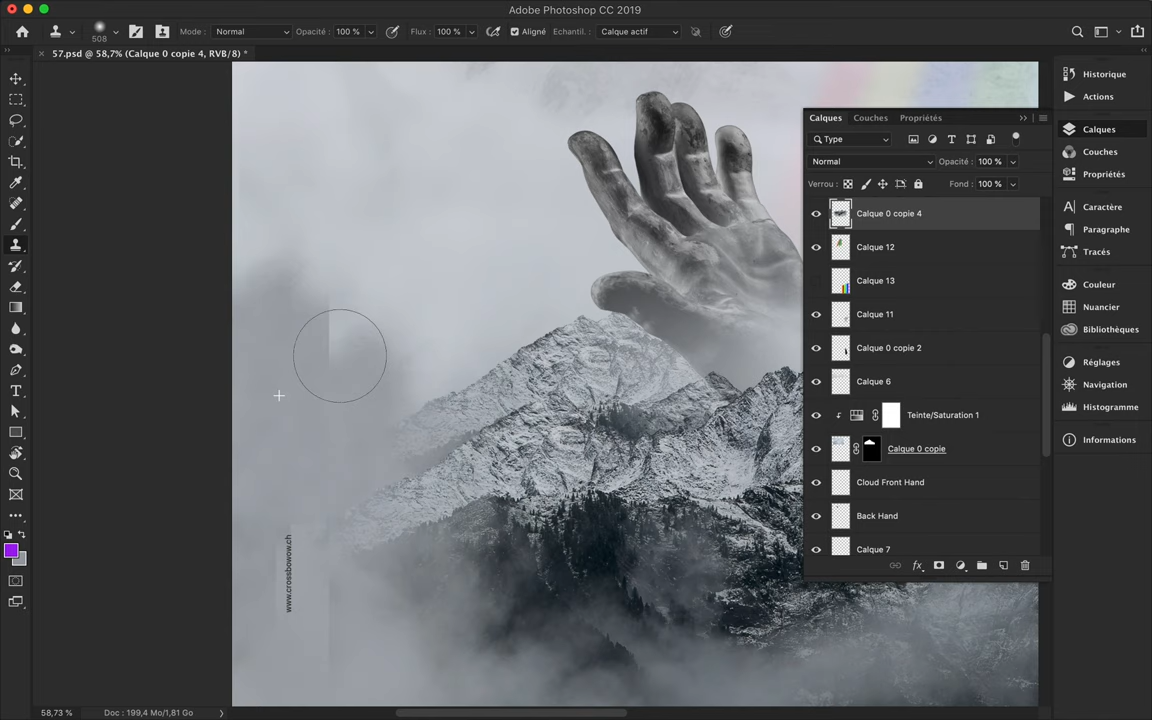 Adobe Photoshop CC 2019
508
Mode : Normal
Opacité : 100 %
Flux : 100 %
Aligné
Echantil. : Calque actif
57.psd @ 58,7% (Calque 0 copie 4, RVB/8) *
Calques
Couches
Propriétés
Type
Normal
Opacité : 100 %
Verrou :
Fond : 100 %
Calque 0 copie 4
Calque 12
Calque 13
Calque 11
Calque 0 copie 2
Calque 6
Teinte/Saturation 1
Calque 0 copie
Cloud Front Hand
Back Hand
Calque 7
fx
Historique
Actions
Calques
Couches
Propriétés
Caractère
Paragraphe
Tracés
Couleur
Nuancier
Bibliothèques
Réglages
Navigation
Histogramme
Informations
www.crossbowow.ch
58,73 %
Doc : 199,4 Mo/1,81 Go